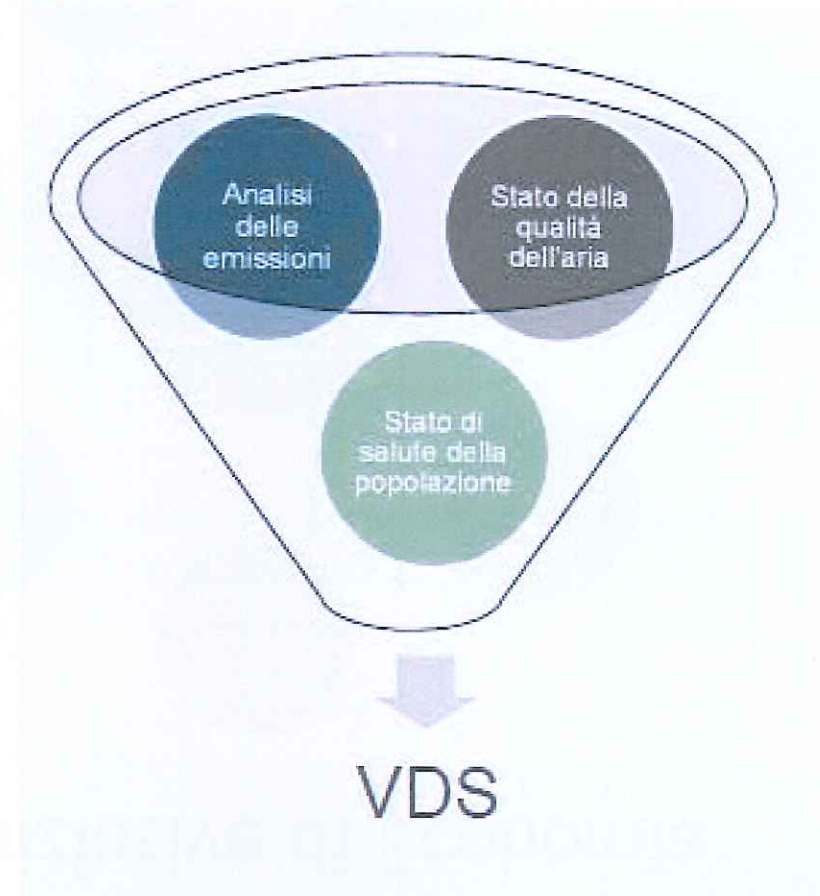 Analisi
delle
emissioni
Stato della
qualità
dell'aria
Stato di
salute della
popolazione
VDS